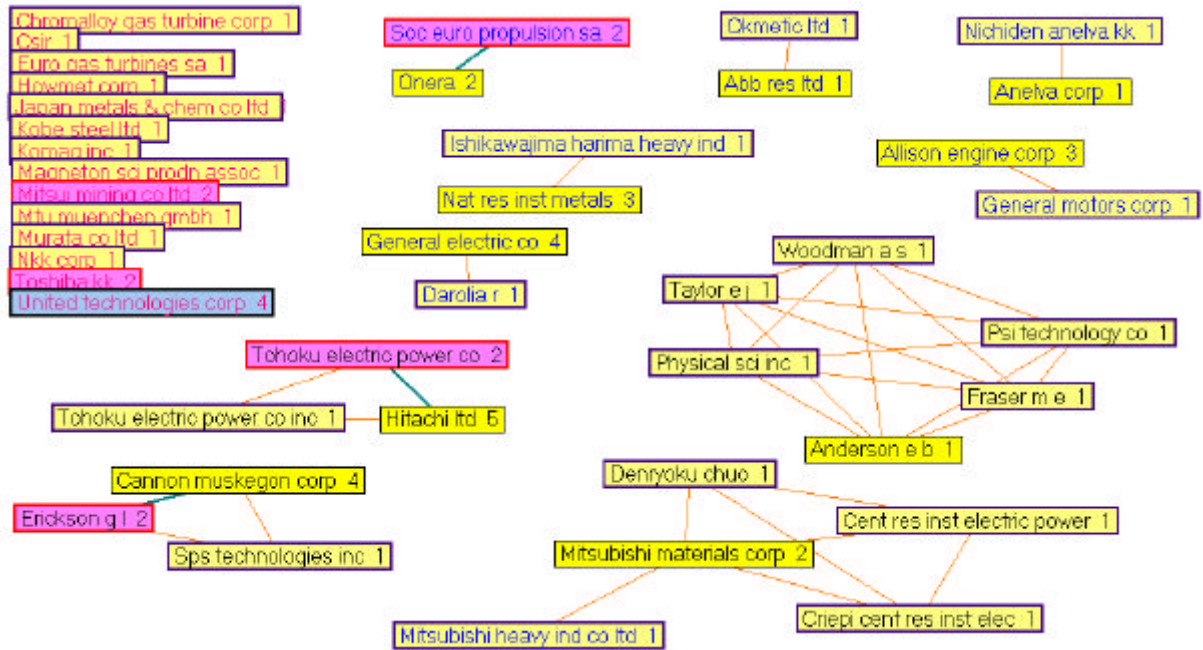 Chromalloy gas turbine corp 1
Csir 1
Euro gas turbines sa 1
Howmet corp 1
Japan metals & chem co ltd 1
Kobe steel ltd 1
Komag inc 1
Magneton sci prodn assoc 1
Mitsui mining co ltd 2
Mtu muenchen gmbh 1
Murata co ltd 1
Nkk corp 1
Toshiba kk 2
United technologies corp 4
Soc euro propulsion sa 2
Onera 2
Okmetic ltd 1
Abb res ltd 1
Nichiden anelva kk 1
Anelva corp 1
Ishikawajima harima heavy ind 1
Nat res inst metals 3
Allison engine corp 3
General motors corp 1
General electric co 4
Darolia r 1
Woodman a s 1
Taylor e j 1
Psi technology co 1
Physical sci inc 1
Fraser m e 1
Anderson e b 1
Tohoku electric power co 2
Tohoku electric power co inc 1
Hitachi ltd 5
Cannon muskegon corp 4
Erickson g l 2
Sps technologies inc 1
Denryoku chuo 1
Cent res inst electric power 1
Mitsubishi materials corp 2
Criepi cent res inst elec 1
Mitsubishi heavy ind co ltd 1